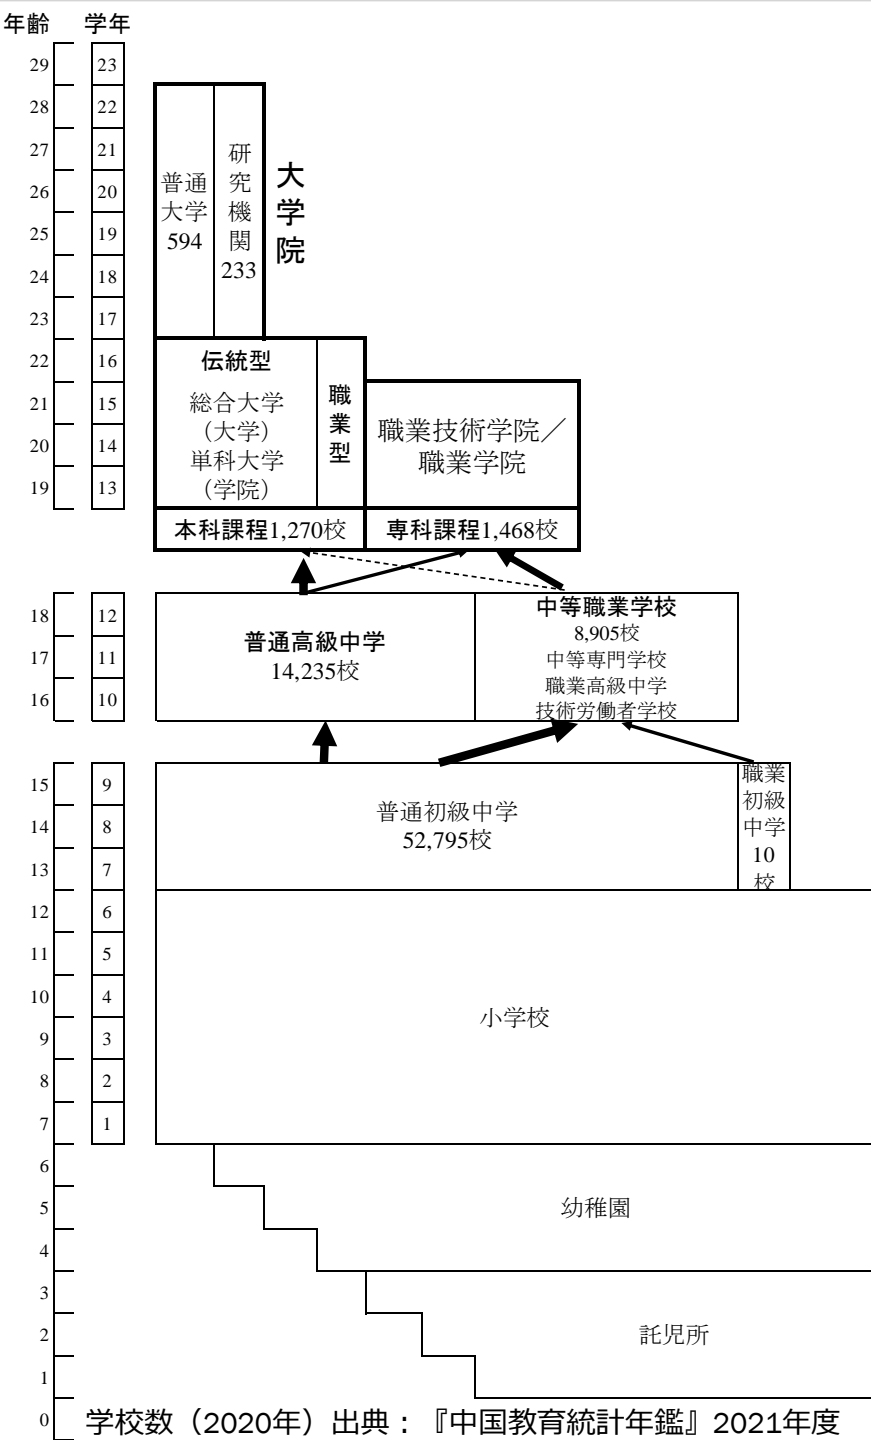 年齢 学年
29 23
28 22
27 21
26 20
25 19
24 18
23 17
22 16
21 15
20 14
19 13
18 12
17 11
16 10
15 9
14 8
13 7
12 6
11 5
10 4
9 3
8 2
7 1
6
5
4
3
2
1
0
普通
大学
594
研
究
機
関
233
大
学
院
伝統型
総合大学
（大学）
単科大学
（学院）
職
業
型
職業技術学院／
職業学院
本科課程1,270校
専科課程1,468校
普通高級中学
14,235校
中等職業学校
8,905校
中等専門学校
職業高級中学
技術労働者学校
普通初級中学
52,795校
職業
初級
中学
10
校
小学校
幼稚園
託児所
学校数（2020年）出典：『中国教育統計年鑑』2021年度